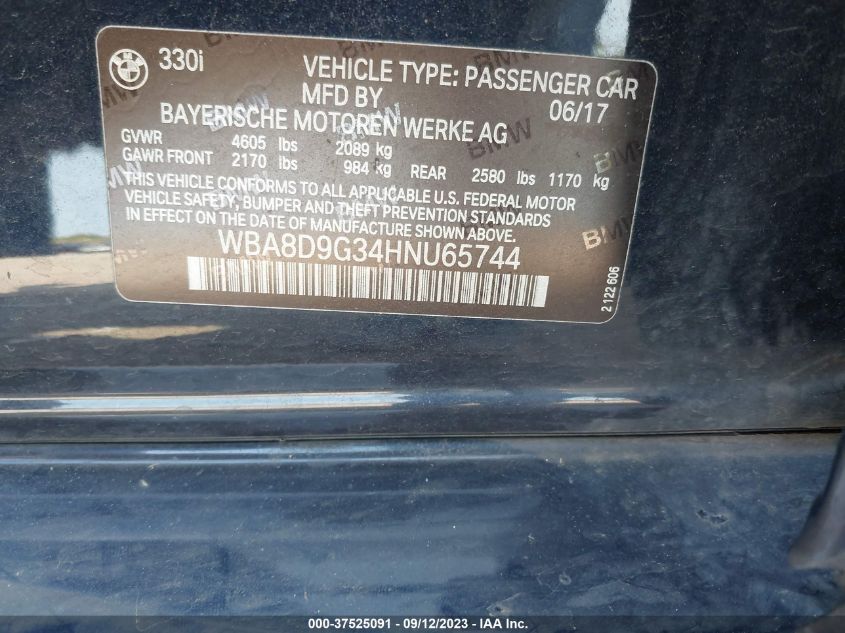 330i VEHICLE TYPE: PASSENGER CAR
MFD BY 06/17
BAYERISCHE MOTOREN WERKE AG
GVWR 4605 lbs 2089 kg
GAWR FRONT 2170 lbs 984 kg REAR 2580 lbs 1170 kg
THIS VEHICLE CONFORMS TO ALL APPLICABLE U.S. FEDERAL MOTOR
VEHICLE SAFETY, BUMPER AND THEFT PREVENTION STANDARDS
IN EFFECT ON THE DATE OF MANUFACTURE SHOWN ABOVE.
WBA8D9G34HNU65744
2 122 606
000-37525091 - 09/12/2023 - IAAI Inc.